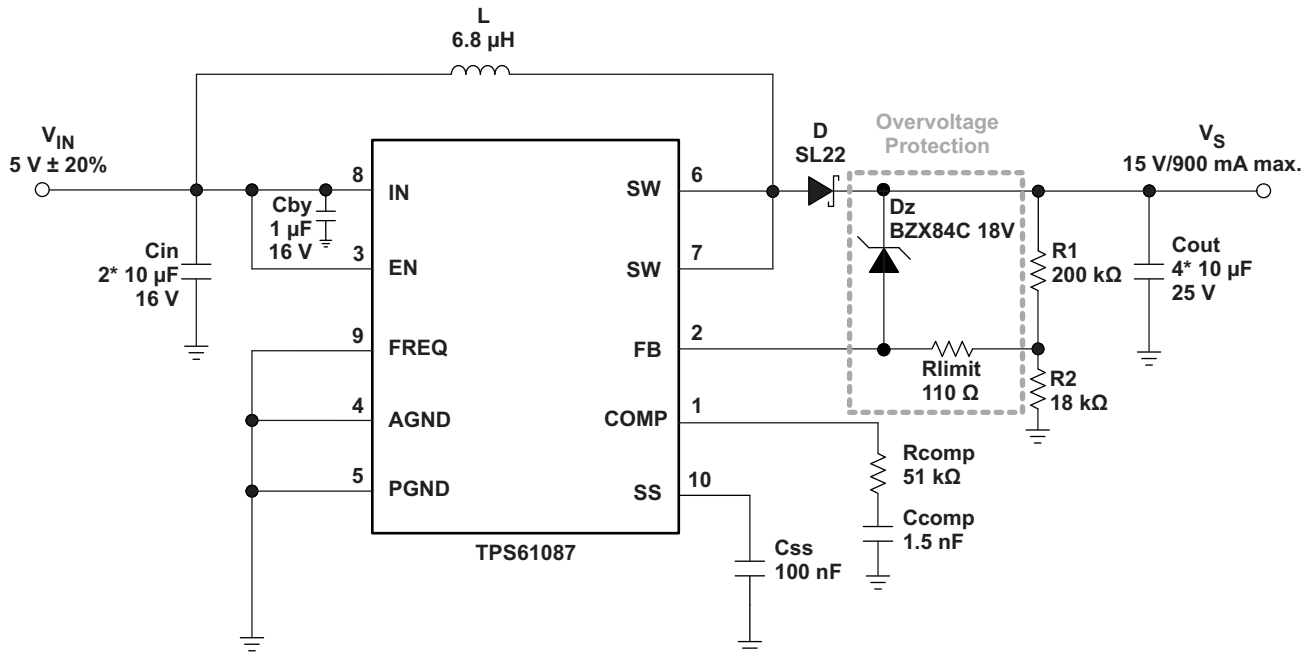 L
6.8 µH
V_IN
5 V ± 20%
D
SL22
Overvoltage
Protection
V_S
15 V/900 mA max.
8
IN
Cby
1 µF
16 V
Cin
2* 10 µF
16 V
3
EN
SW
6
SW
7
Dz
BZX84C 18V
R1
200 kΩ
Cout
4* 10 µF
25 V
9
FREQ
FB
2
Rlimit
110 Ω
R2
18 kΩ
4
AGND
COMP
1
Rcomp
51 kΩ
5
PGND
SS
10
Ccomp
1.5 nF
TPS61087
Css
100 nF